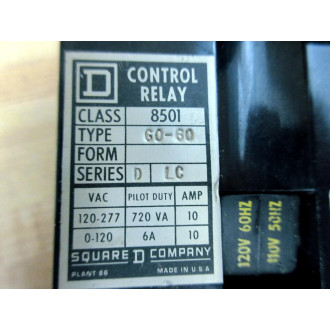 D CONTROL
RELAY
CLASS 8501
TYPE GO-60
FORM
SERIES D LC
VAC PILOT DUTY AMP
120-277 720 VA 10
0-120 6A 10
SQUARE D COMPANY
PLANT 86 MADE IN U.S.A
120V 60HZ
110V 50HZ